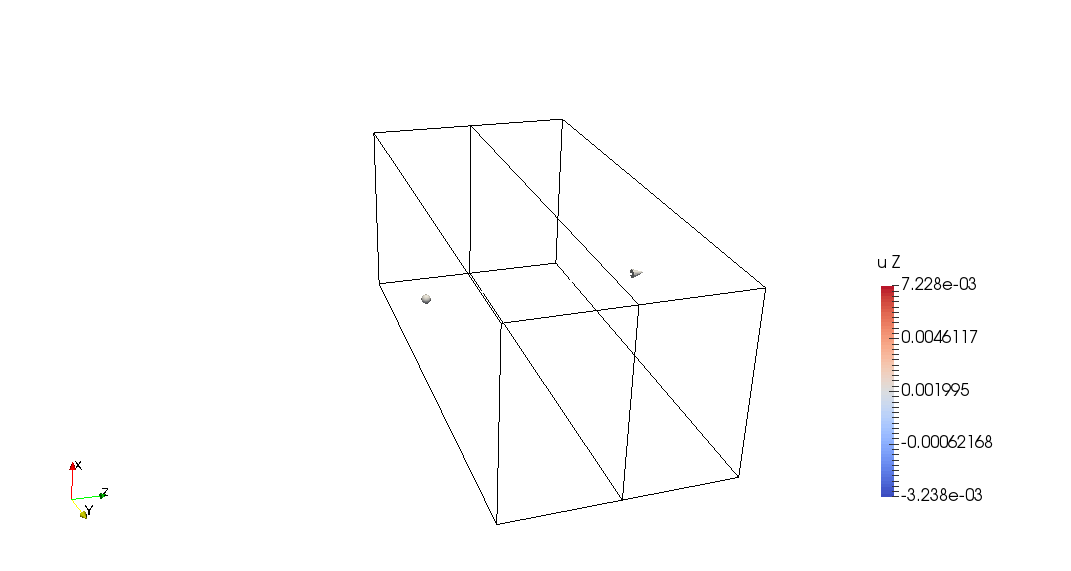 u Z
7.228e-03
0.0046117
0.001995
-0.00062168
-3.238e-03
X
Z
Y